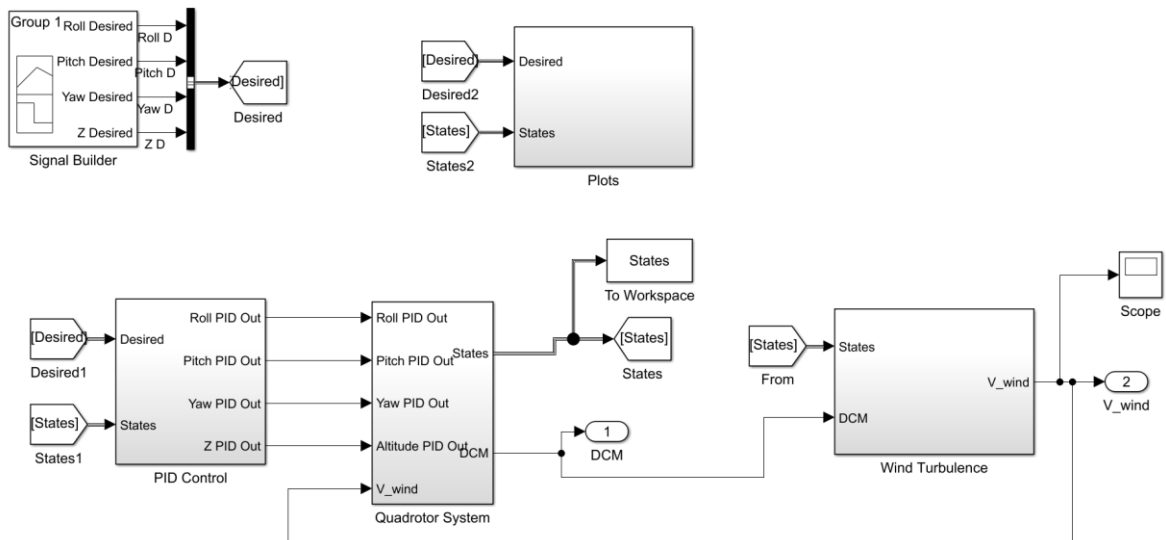 Group 1
Roll Desired
Roll D
Pitch Desired
Pitch D
Yaw Desired
Yaw D
Z Desired
Z D
Signal Builder
[Desired]
Desired
[Desired]
Desired2
[States]
States2
Desired
States
Plots
[Desired]
Desired1
[States]
States1
Desired
States
Roll PID Out
Pitch PID Out
Yaw PID Out
Z PID Out
PID Control
Roll PID Out
Pitch PID Out
Yaw PID Out
Altitude PID Out
V_wind
States
DCM
Quadrotor System
States
To Workspace
[States]
States
1
DCM
[States]
From
States
DCM
V_wind
Wind Turbulence
Scope
2
V_wind